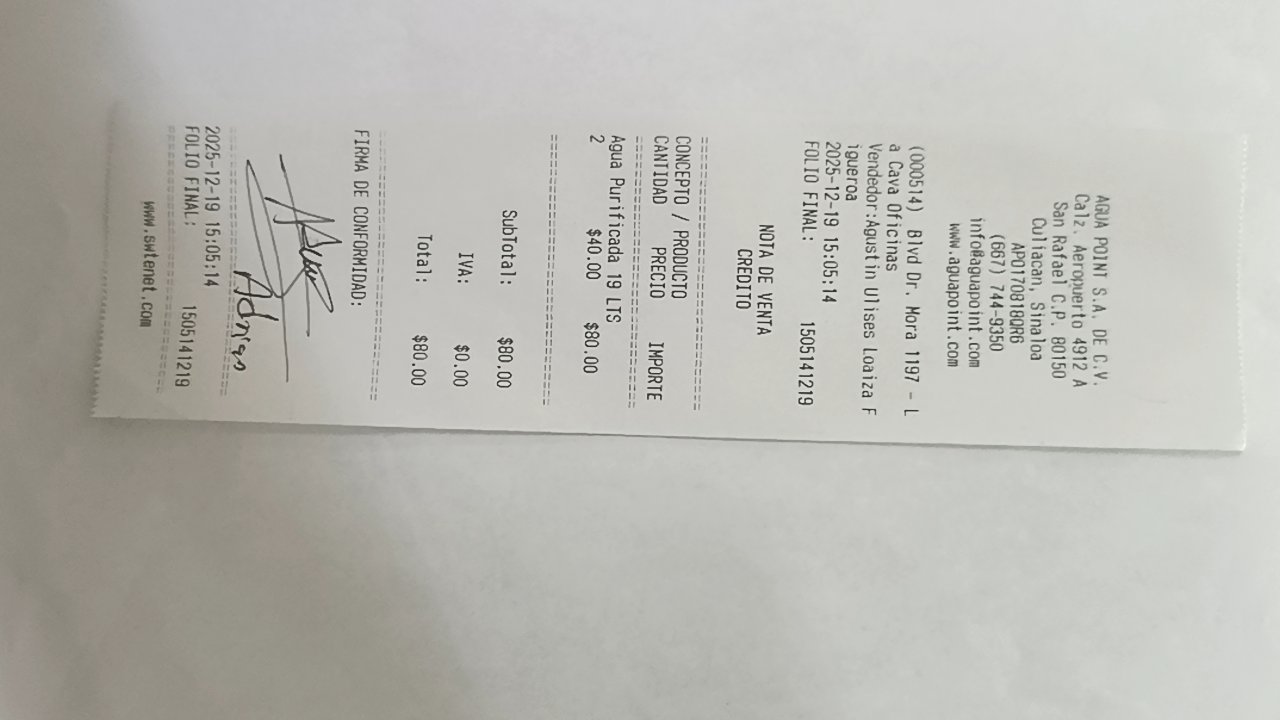 AGUA POINT S.A. DE C.V.
Calz. Aeropuerto 4912 A
San Rafael C.P. 80150
Culiacan, Sinaloa
APO170818QR6
(667) 744-9350
info@aguapoint.com
www.aguapoint.com
(000514) Blvd Dr. Mora 1197 - L
a Cava Oficinas
Vendedor:Agustin Ulises Loaiza F
igueroa
2025-12-19 15:05:14
FOLIO FINAL: 1505141219
NOTA DE VENTA
CREDITO
================================
CONCEPTO / PRODUCTO
CANTIDAD PRECIO IMPORTE
================================
Agua Purificada 19 LTS
2 $40.00 $80.00
================================
SubTotal: $80.00
IVA: $0.00
Total: $80.00
================================
FIRMA DE CONFORMIDAD:
================================
2025-12-19 15:05:14
FOLIO FINAL: 1505141219
================================
www.swtenet.com